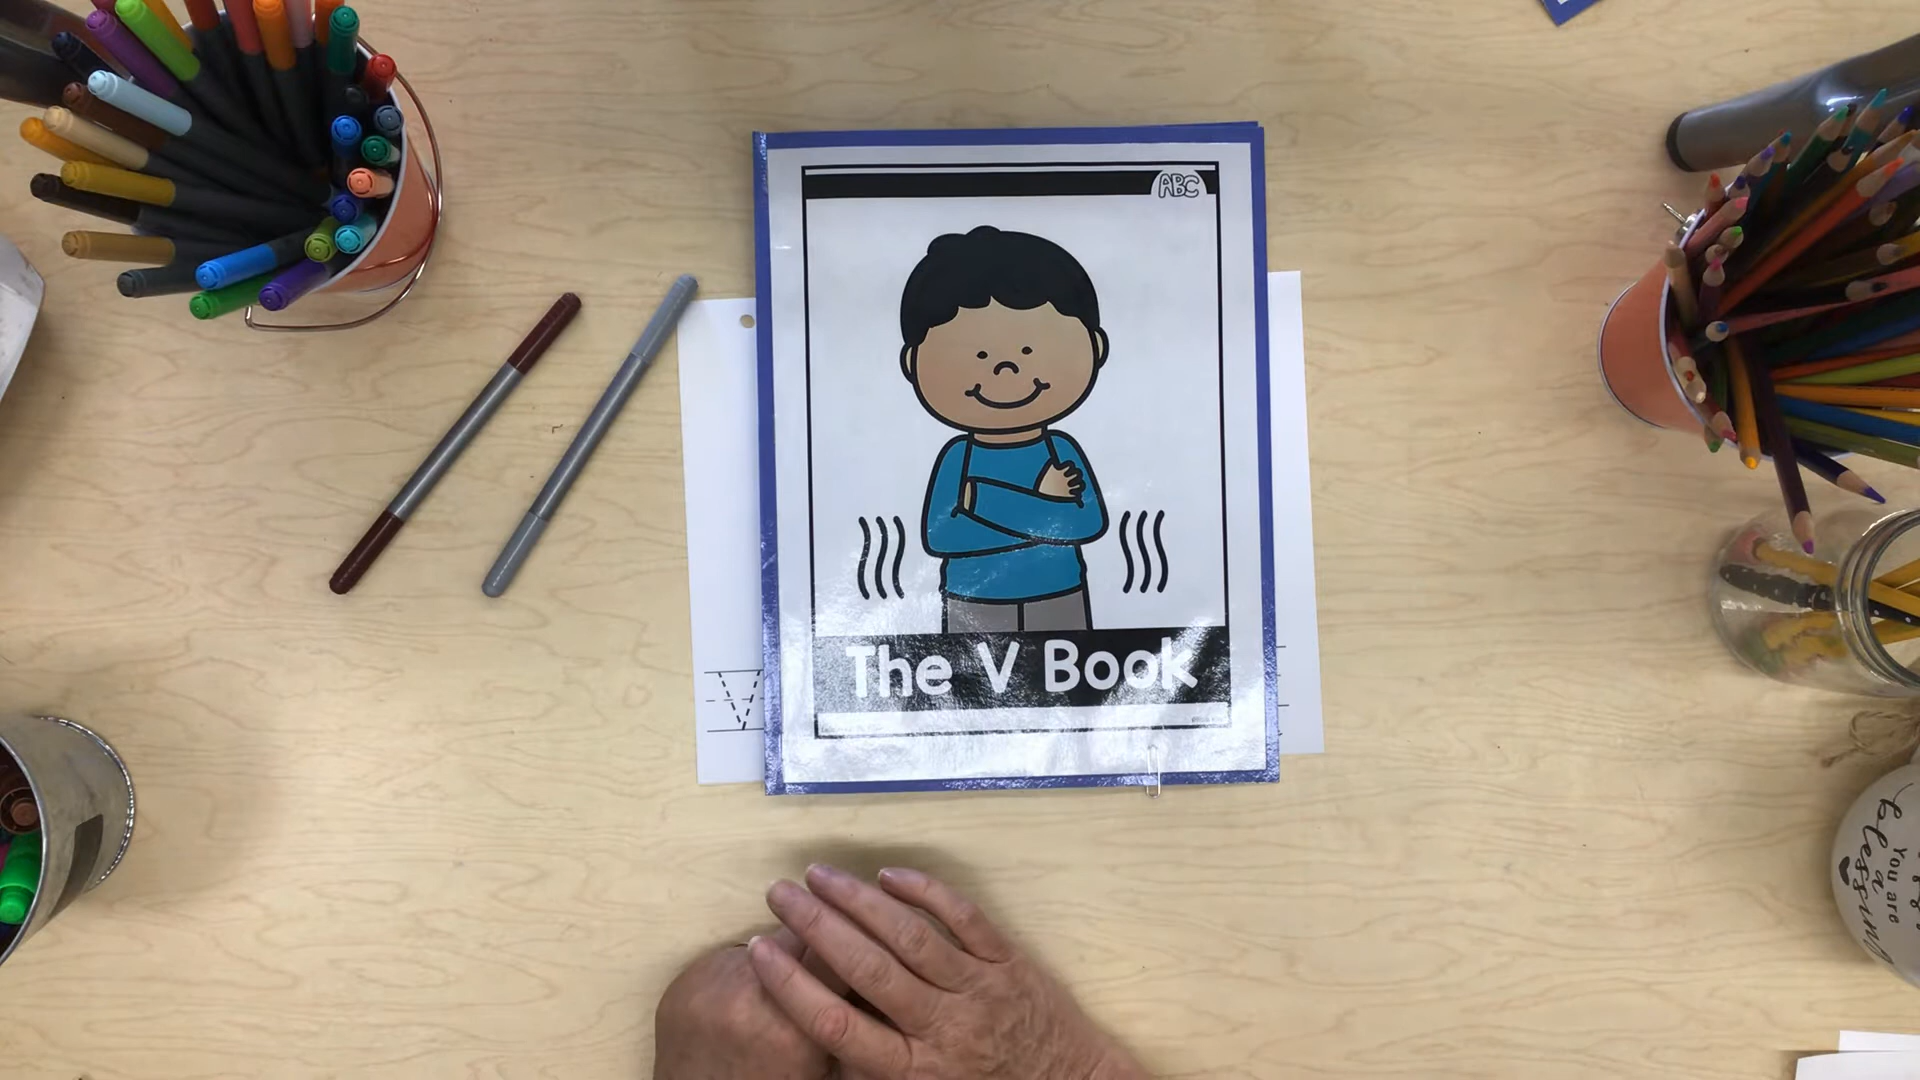 ABC
The V Book
V
You are
a
blessing